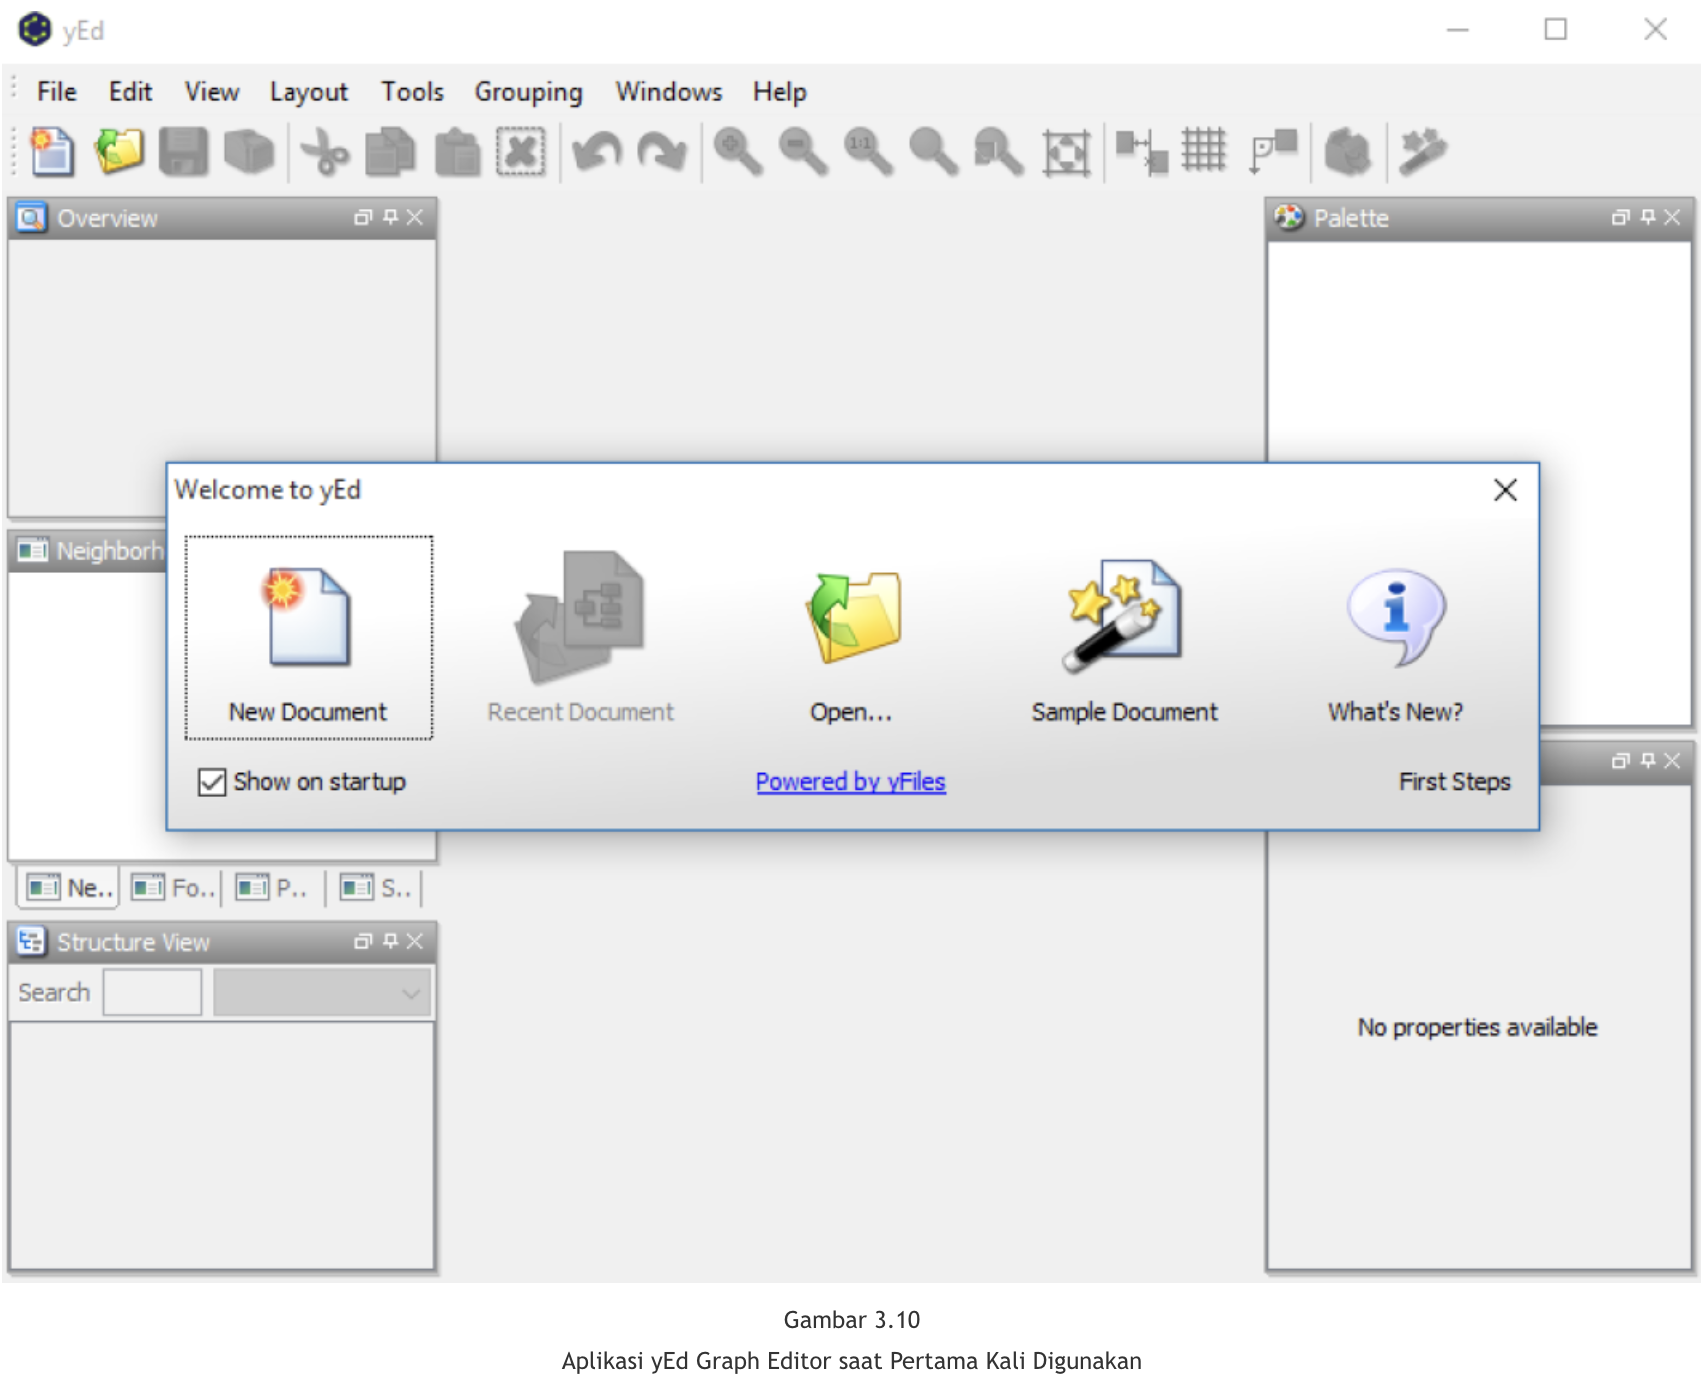 yEd
File Edit View Layout Tools Grouping Windows Help
1:1
Overview
Palette
Welcome to yEd
Neighborh
New Document
Recent Document
Open...
Sample Document
What's New?
Show on startup
Powered by yFiles
First Steps
Ne..
Fo..
P..
S..
Structure View
Search
No properties available
Gambar 3.10
Aplikasi yEd Graph Editor saat Pertama Kali Digunakan